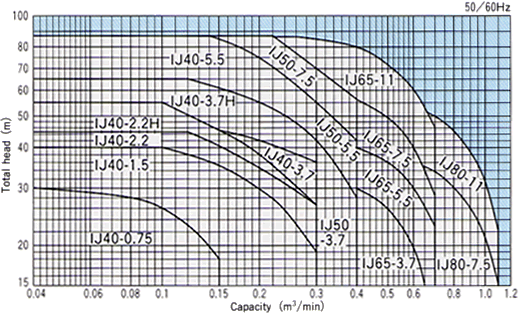 50/60Hz
100
80
70
60
50
40
30
20
15
Total head (m)
IJ40-5.5
IJ50-7.5
IJ65-11
IJ40-3.7H
IJ40-2.2H
IJ40-2.2
IJ40-1.5
IJ40-3.7
IJ50-5.5
IJ65-7.5
IJ65-5.5
IJ80-11
IJ40-0.75
IJ50
-3.7
IJ65-3.7
IJ80-7.5
0.04 0.06 0.08 0.1 0.15 0.2 0.3 0.4 0.5 0.6 0.8 1.0 1.2
Capacity (m³/min)